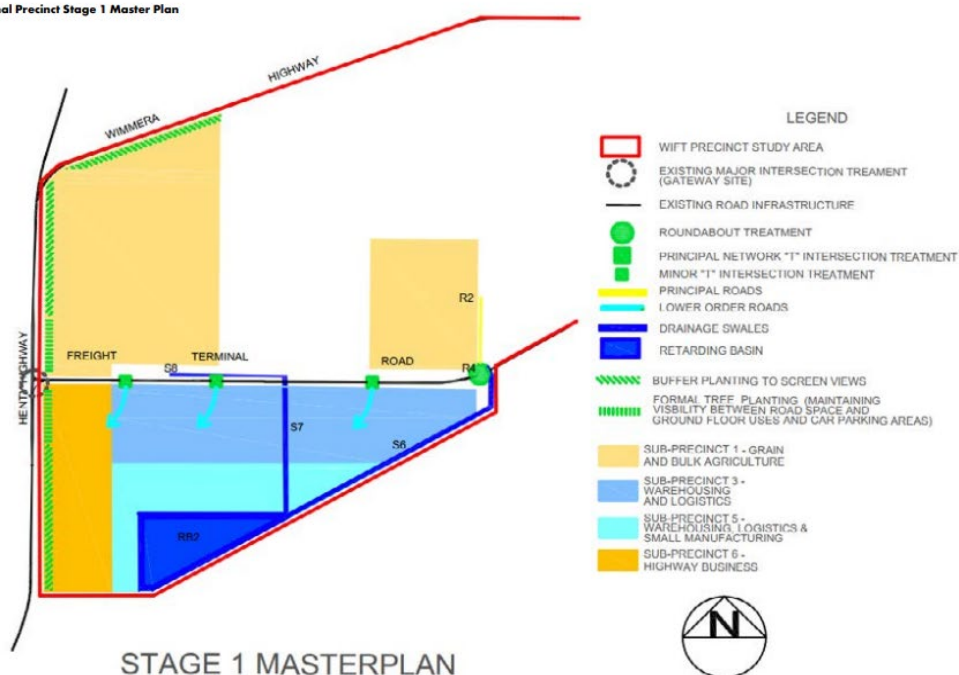 al Precinct Stage 1 Master Plan
WIMMERA HIGHWAY
HENTY HIGHWAY
FREIGHT TERMINAL ROAD
S8
R2
R4
S7
S6
RB2
STAGE 1 MASTERPLAN
LEGEND
WIFT PRECINCT STUDY AREA
EXISTING MAJOR INTERSECTION TREAMENT
(GATEWAY SITE)
EXISTING ROAD INFRASTRUCTURE
ROUNDABOUT TREATMENT
PRINCIPAL NETWORK "T" INTERSECTION TREATMENT
MINOR "T" INTERSECTION TREATMENT
PRINCIPAL ROADS
LOWER ORDER ROADS
DRAINAGE SWALES
RETARDING BASIN
BUFFER PLANTING TO SCREEN VIEWS
FORMAL TREE PLANTING (MAINTAINING
VISBILITY BETWEEN ROAD SPACE AND
GROUND FLOOR USES AND CAR PARKING AREAS)
SUB-PRECINCT 1 - GRAIN
AND BULK AGRICULTURE
SUB-PRECINCT 3 -
WAREHOUSING
AND LOGISTICS
SUB-PRECINCT 5 -
WAREHOUSING, LOGISTICS &
SMALL MANUFACTURING
SUB-PRECINCT 6 -
HIGHWAY BUSINESS
N